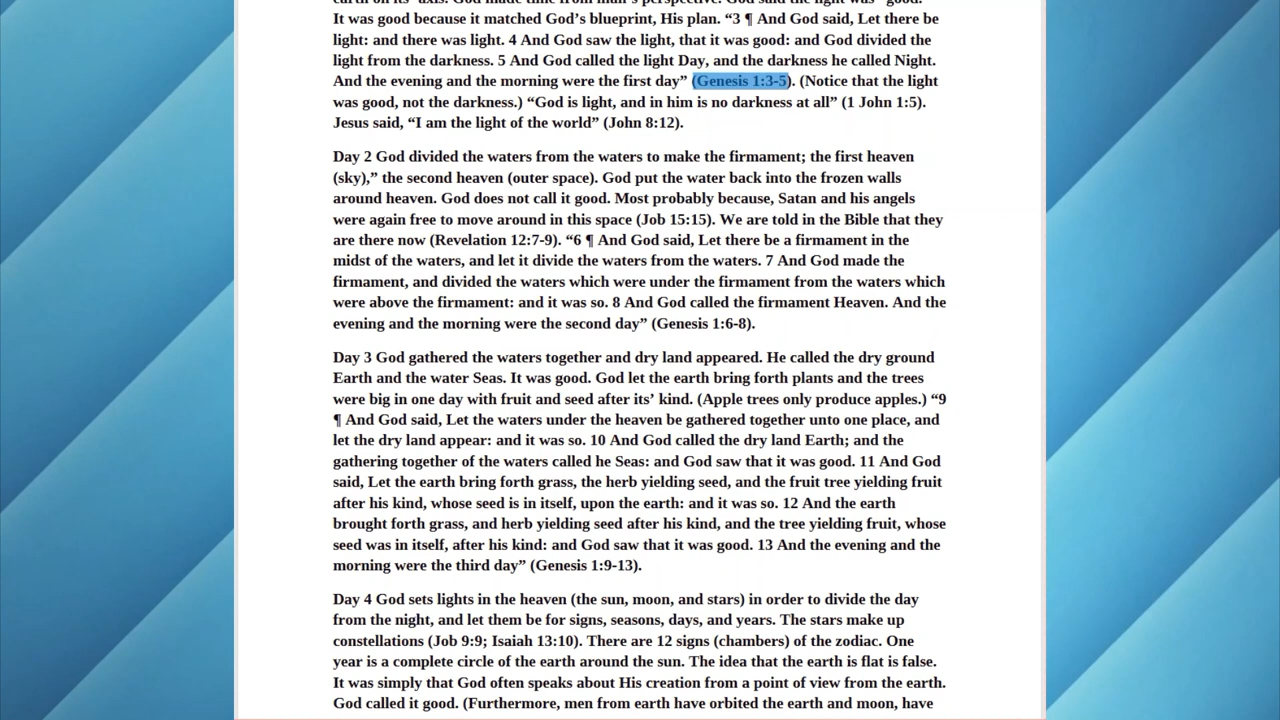 It was good because it matched God’s blueprint, His plan. “3 ¶ And God said, Let there be
light: and there was light. 4 And God saw the light, that it was good: and God divided the
light from the darkness. 5 And God called the light Day, and the darkness he called Night.
And the evening and the morning were the first day” (Genesis 1:3-5). (Notice that the light
was good, not the darkness.) “God is light, and in him is no darkness at all” (1 John 1:5).
Jesus said, “I am the light of the world” (John 8:12).
Day 2 God divided the waters from the waters to make the firmament; the first heaven
(sky),” the second heaven (outer space). God put the water back into the frozen walls
around heaven. God does not call it good. Most probably because, Satan and his angels
were again free to move around in this space (Job 15:15). We are told in the Bible that they
are there now (Revelation 12:7-9). “6 ¶ And God said, Let there be a firmament in the
midst of the waters, and let it divide the waters from the waters. 7 And God made the
firmament, and divided the waters which were under the firmament from the waters which
were above the firmament: and it was so. 8 And God called the firmament Heaven. And the
evening and the morning were the second day” (Genesis 1:6-8).
Day 3 God gathered the waters together and dry land appeared. He called the dry ground
Earth and the water Seas. It was good. God let the earth bring forth plants and the trees
were big in one day with fruit and seed after its’ kind. (Apple trees only produce apples.) “9
¶ And God said, Let the waters under the heaven be gathered together unto one place, and
let the dry land appear: and it was so. 10 And God called the dry land Earth; and the
gathering together of the waters called he Seas: and God saw that it was good. 11 And God
said, Let the earth bring forth grass, the herb yielding seed, and the fruit tree yielding fruit
after his kind, whose seed is in itself, upon the earth: and it was so. 12 And the earth
brought forth grass, and herb yielding seed after his kind, and the tree yielding fruit, whose
seed was in itself, after his kind: and God saw that it was good. 13 And the evening and the
morning were the third day” (Genesis 1:9-13).
Day 4 God sets lights in the heaven (the sun, moon, and stars) in order to divide the day
from the night, and let them be for signs, seasons, days, and years. The stars make up
constellations (Job 9:9; Isaiah 13:10). There are 12 signs (chambers) of the zodiac. One
year is a complete circle of the earth around the sun. The idea that the earth is flat is false.
It was simply that God often speaks about His creation from a point of view from the earth.
God called it good. (Furthermore, men from earth have orbited the earth and moon, have